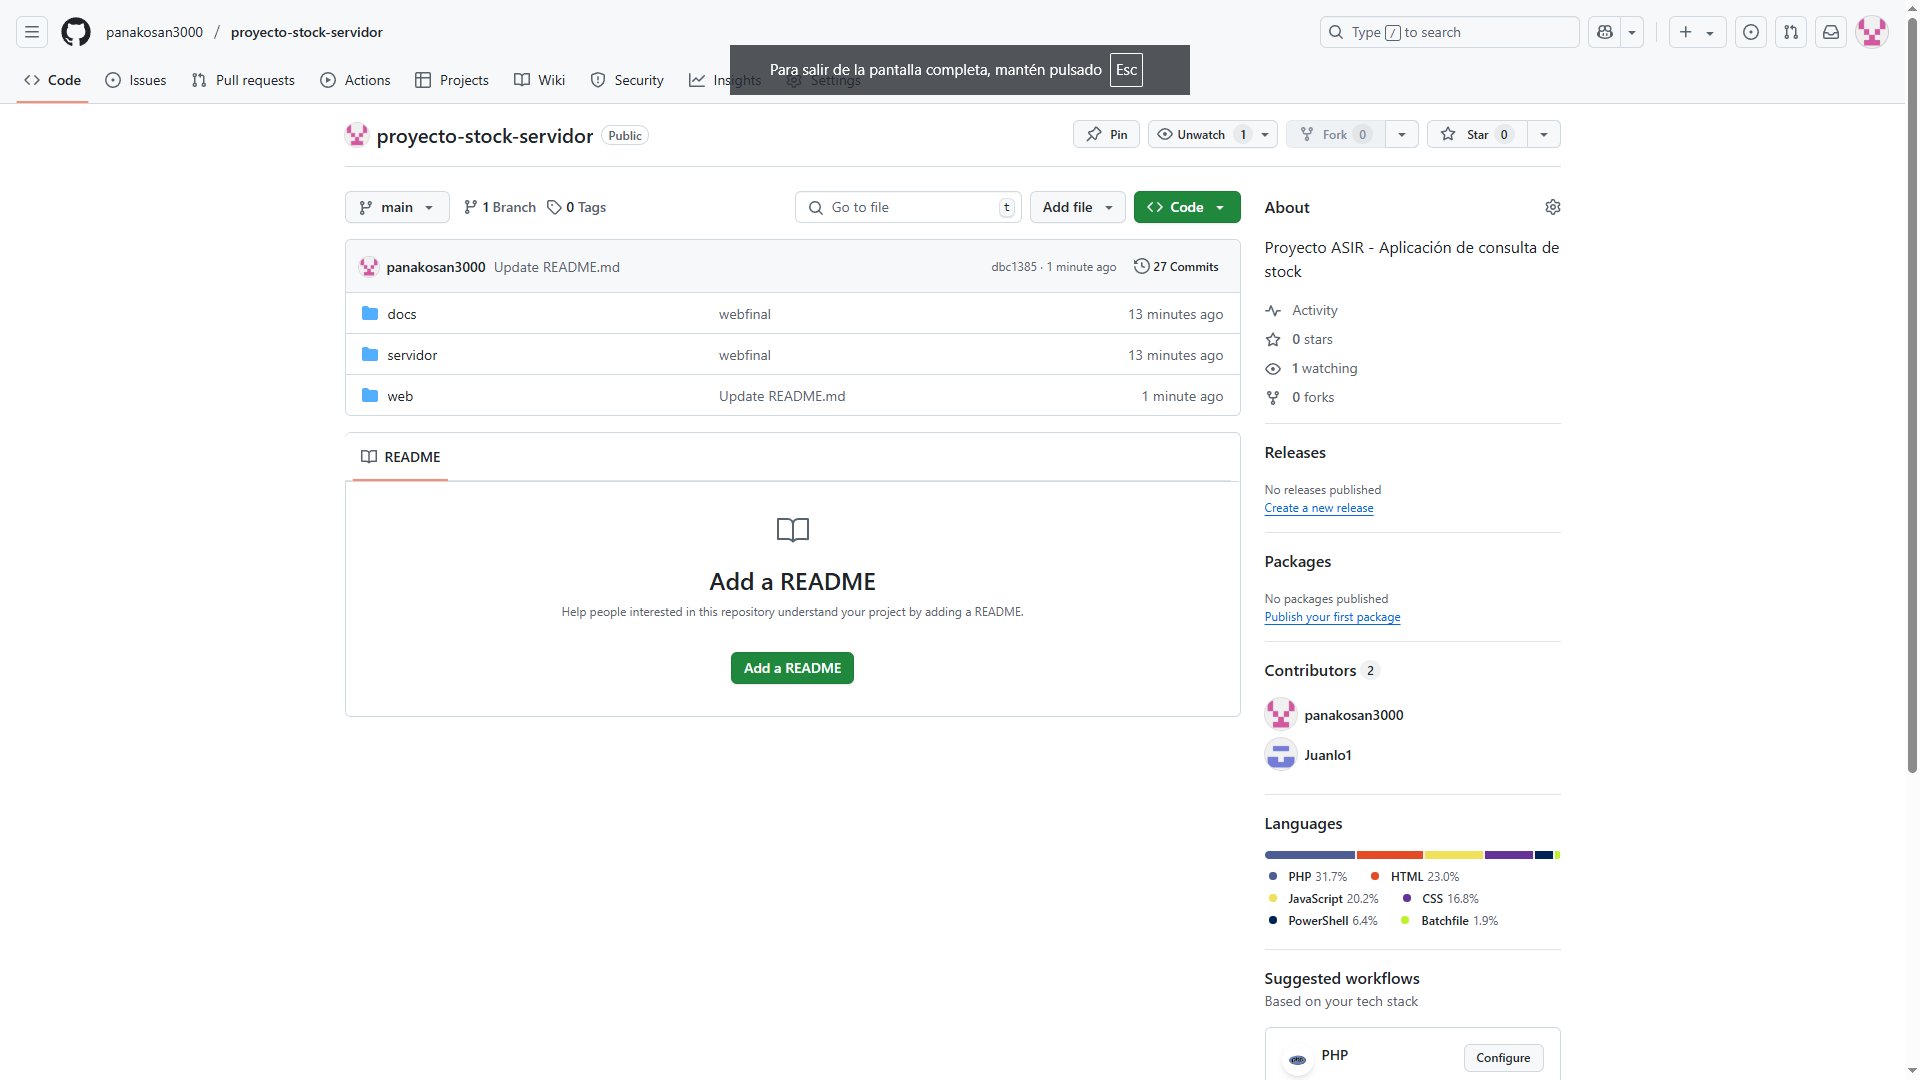 panakosan3000 / proyecto-stock-servidor
Type / to search
Code
Issues
Pull requests
Actions
Projects
Wiki
Security
Insights
Settings
Para salir de la pantalla completa, mantén pulsado Esc
proyecto-stock-servidor Public
Pin
Unwatch 1
Fork 0
Star 0
main
1 Branch
0 Tags
Go to file t
Add file
Code
panakosan3000 Update README.md
dbc1385 · 1 minute ago
27 Commits
docs webfinal 13 minutes ago
servidor webfinal 13 minutes ago
web Update README.md 1 minute ago
README
Add a README
Help people interested in this repository understand your project by adding a README.
Add a README
About
Proyecto ASIR - Aplicación de consulta de
stock
Activity
0 stars
1 watching
0 forks
Releases
No releases published
Create a new release
Packages
No packages published
Publish your first package
Contributors 2
panakosan3000
Juanlo1
Languages
PHP 31.7% HTML 23.0%
JavaScript 20.2% CSS 16.8%
PowerShell 6.4% Batchfile 1.9%
Suggested workflows
Based on your tech stack
php PHP Configure